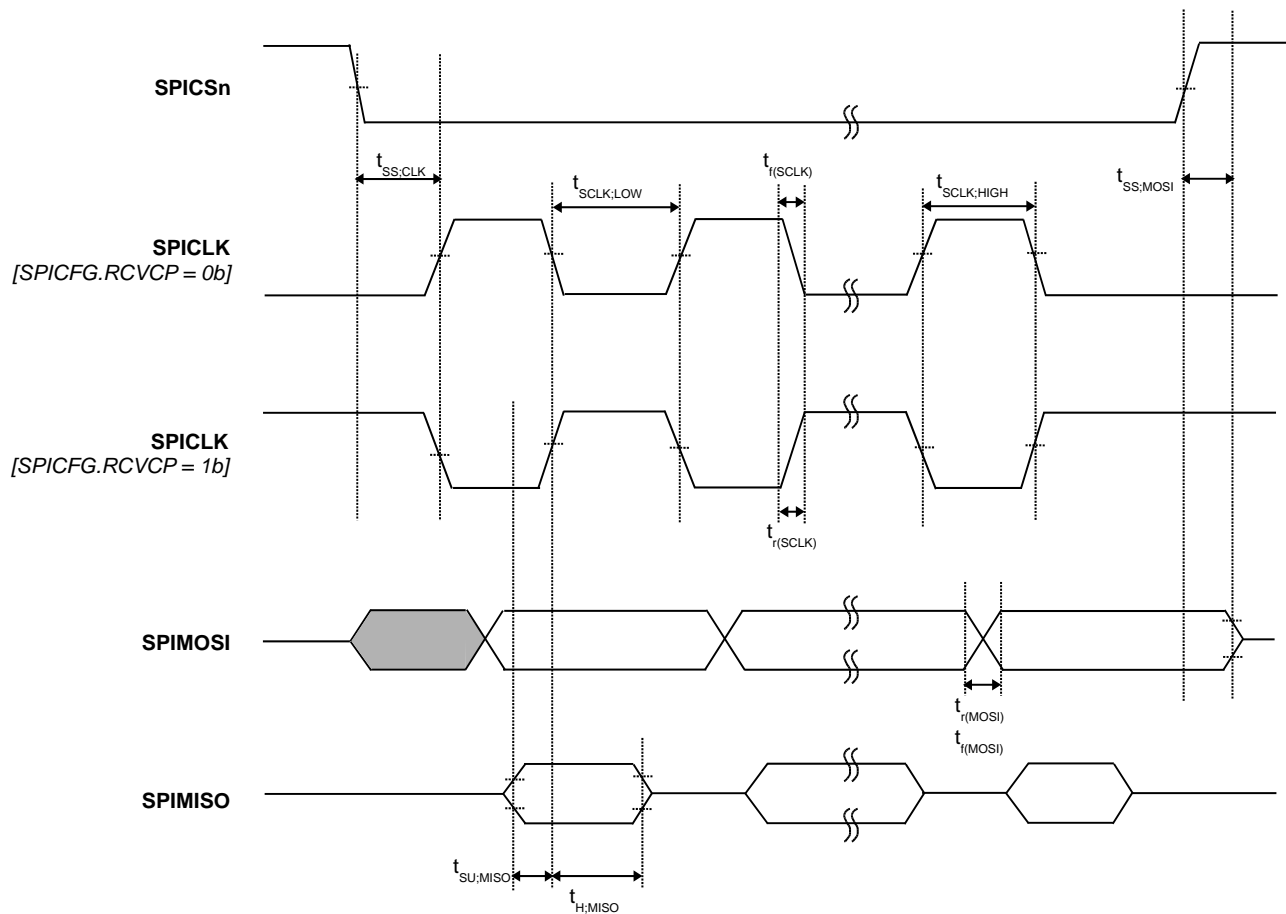 SPICSn
tSS;CLK
tSCLK;LOW
tf(SCLK)
tSCLK;HIGH
tSS;MOSI
SPICLK
[SPICFG.RCVCP = 0b]
SPICLK
[SPICFG.RCVCP = 1b]
tr(SCLK)
SPIMOSI
tr(MOSI)
tf(MOSI)
SPIMISO
tSU;MISO
tH;MISO